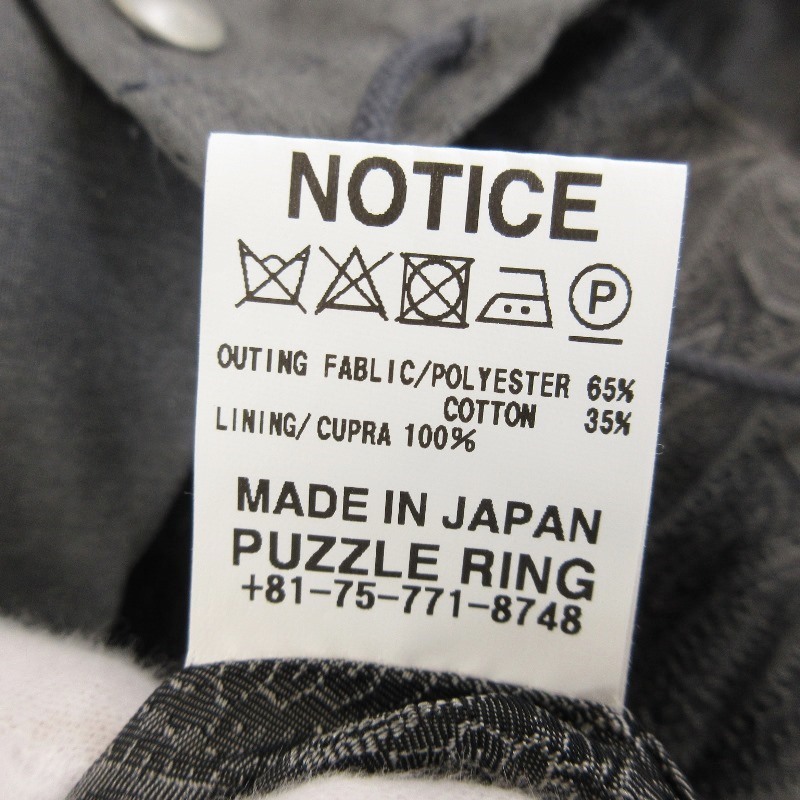 NOTICE
P
OUTING FABLIC/POLYESTER 65%
COTTON 35%
LINING/CUPRA 100%
MADE IN JAPAN
PUZZLE RING
+81-75-771-8748